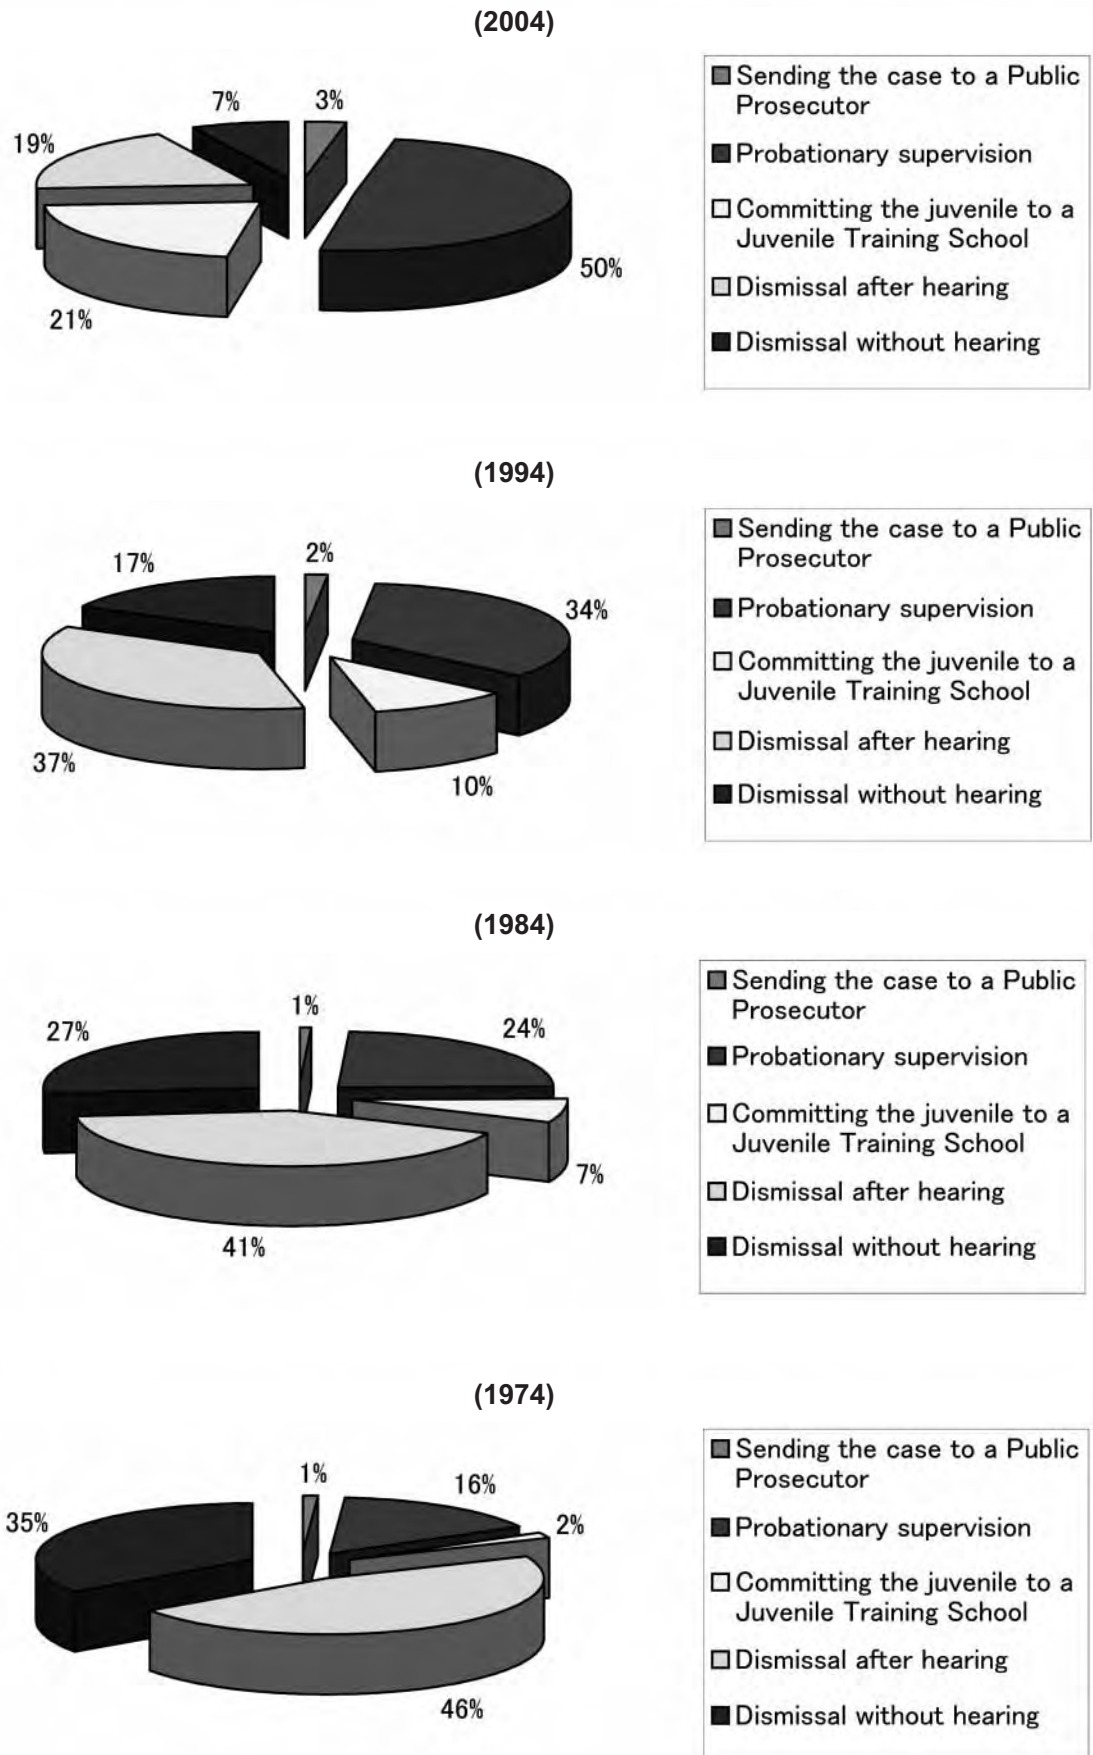 (2004)
7%
3%
19%
50%
21%
Sending the case to a Public
Prosecutor
Probationary supervision
Committing the juvenile to a
Juvenile Training School
Dismissal after hearing
Dismissal without hearing
(1994)
17%
2%
34%
37%
10%
Sending the case to a Public
Prosecutor
Probationary supervision
Committing the juvenile to a
Juvenile Training School
Dismissal after hearing
Dismissal without hearing
(1984)
27%
1%
24%
7%
41%
Sending the case to a Public
Prosecutor
Probationary supervision
Committing the juvenile to a
Juvenile Training School
Dismissal after hearing
Dismissal without hearing
(1974)
35%
1%
16%
2%
46%
Sending the case to a Public
Prosecutor
Probationary supervision
Committing the juvenile to a
Juvenile Training School
Dismissal after hearing
Dismissal without hearing